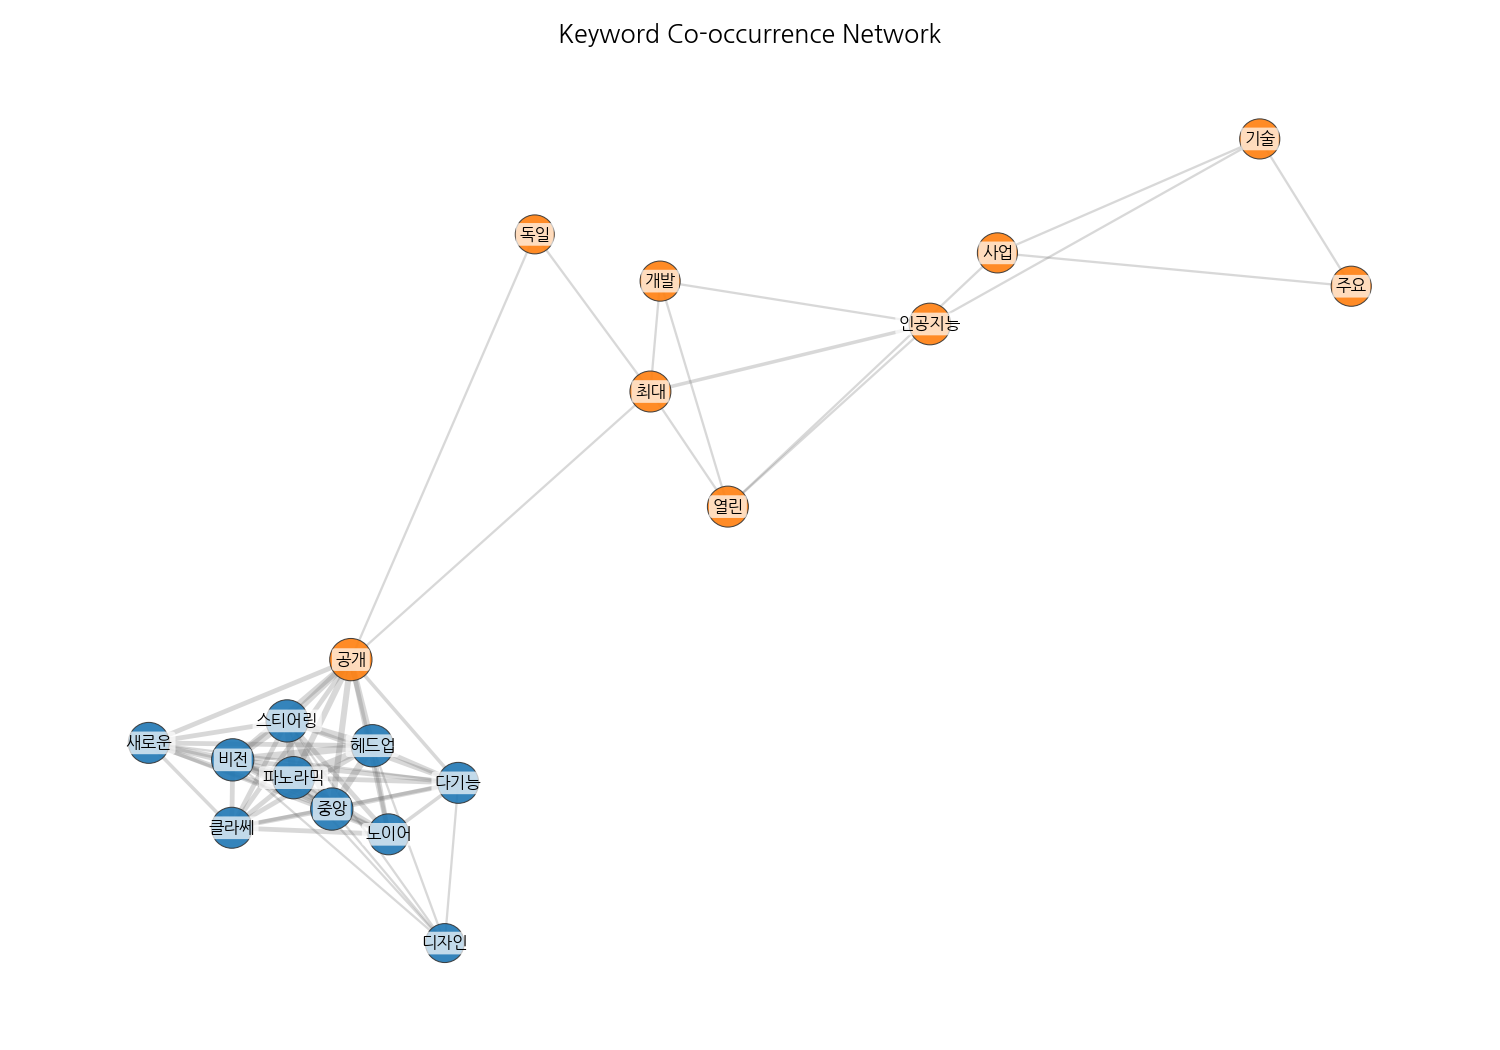 Keyword Co-occurrence Network
기술
독일
사업
개발
주요
인공지능
최대
열린
공개
스티어링
새로운
헤드업
비전
파노라믹
다기능
중앙
클라쎄
노이어
디자인